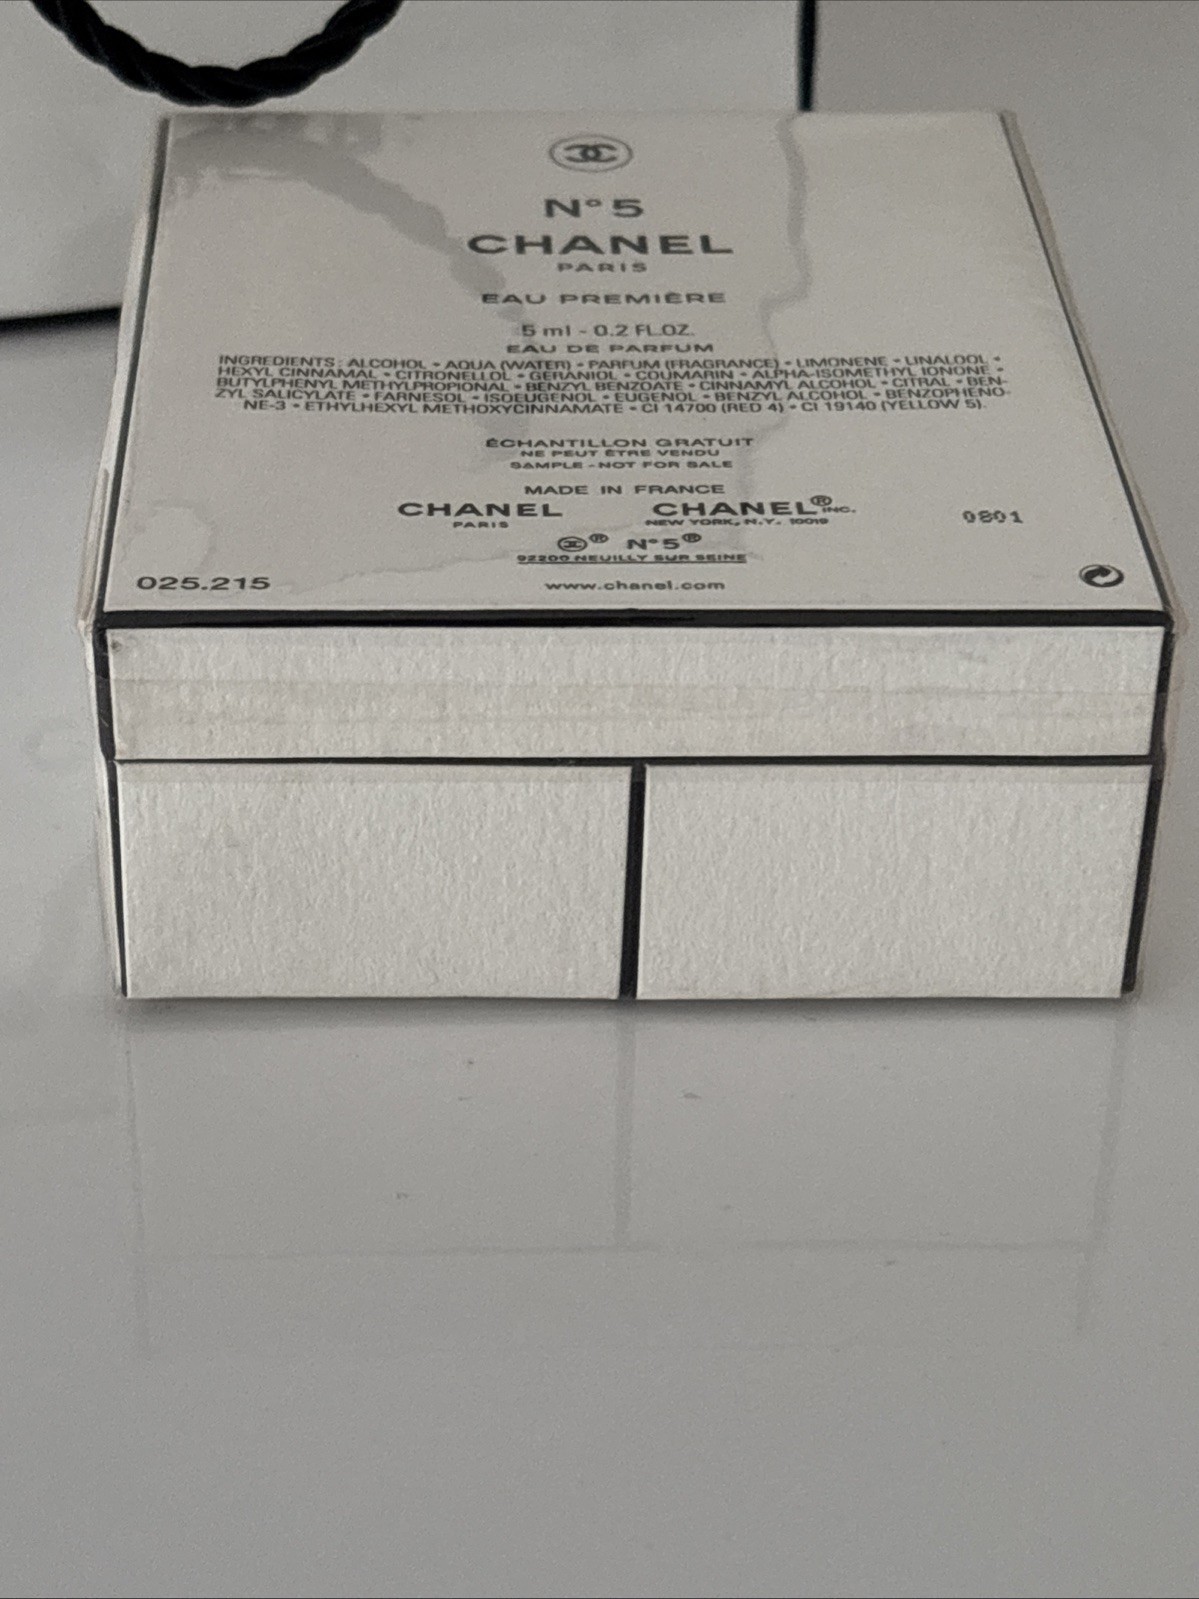 N°5
CHANEL
PARIS
EAU PREMIÈRE
5 ml - 0.2 FL.OZ.
EAU DE PARFUM
INGREDIENTS: ALCOHOL • AQUA (WATER) • PARFUM (FRAGRANCE) • LIMONENE • LINALOOL •
HEXYL CINNAMAL • CITRONELLOL • GERANIOL • COUMARIN • ALPHA-ISOMETHYL IONONE •
BUTYLPHENYL METHYLPROPIONAL • BENZYL BENZOATE • CINNAMYL ALCOHOL • CITRAL • BEN-
ZYL SALICYLATE • FARNESOL • ISOEUGENOL • EUGENOL • BENZYL ALCOHOL • BENZOPHENO-
NE-3 • ETHYLHEXYL METHOXYCINNAMATE • CI 14700 (RED 4) • CI 19140 (YELLOW 5).
ÉCHANTILLON GRATUIT
NE PEUT ÊTRE VENDU
SAMPLE - NOT FOR SALE
MADE IN FRANCE
CHANEL CHANEL® INC.
PARIS NEW YORK, N.Y. 10019
0801
® N°5®
92200 NEUILLY SUR SEINE
025.215 www.chanel.com